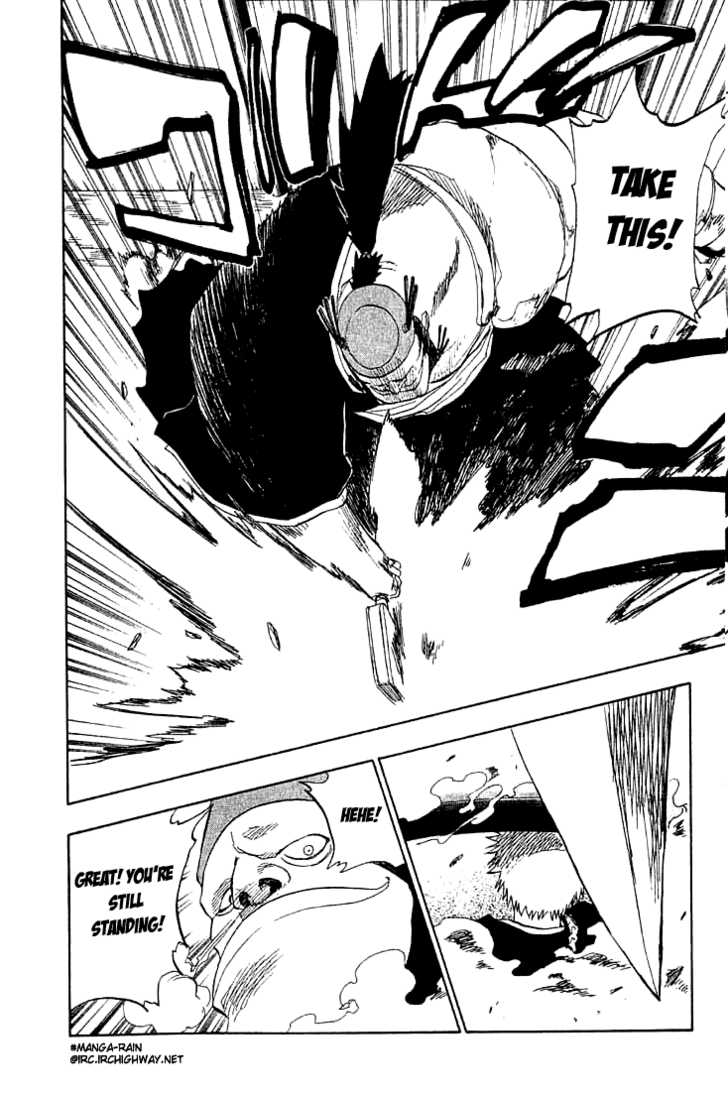 TAKE
THIS!
HEHE!
GREAT! YOU'RE
STILL
STANDING!
#MANGA-RAIN
@IRC.IRCHIGHWAY.NET